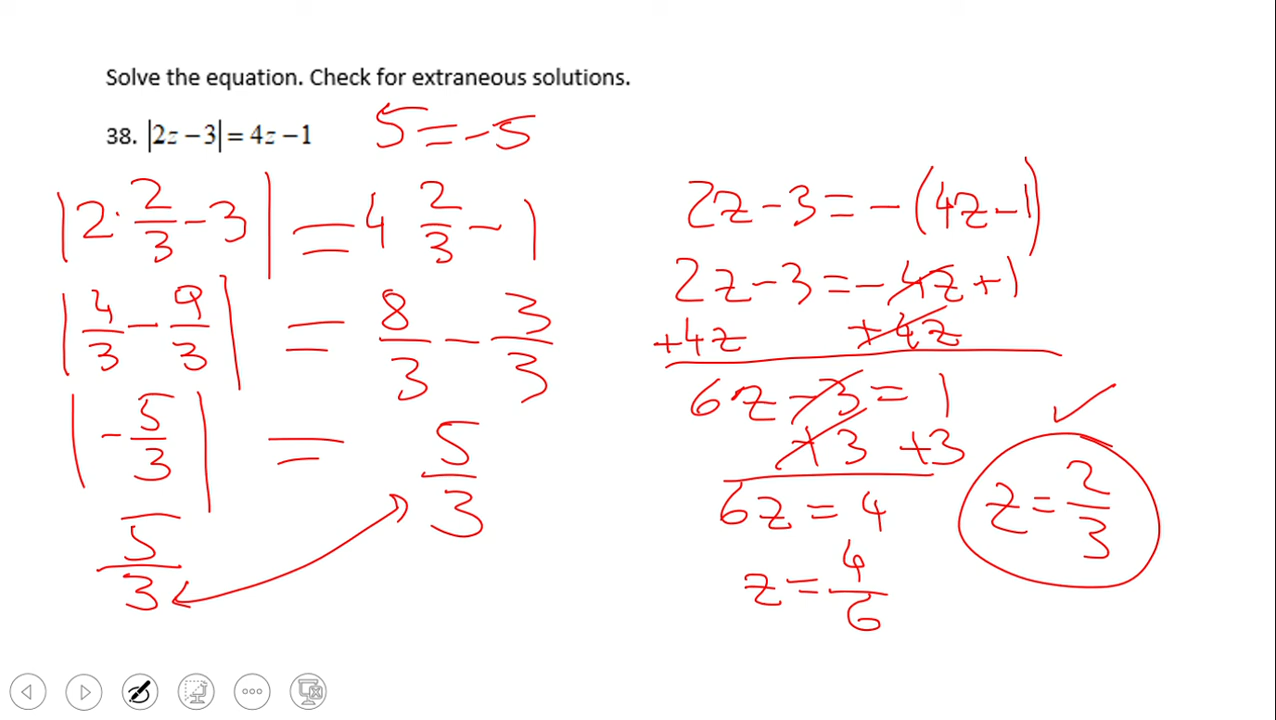 Solve the equation. Check for extraneous solutions.
38. |2z − 3| = 4z − 1
5 = -5
|2 · 2/3 - 3| = 4 2/3 - 1
|4/3 - 9/3| = 8/3 - 3/3
|-5/3| = 5/3
5/3
2z - 3 = -(4z - 1)
2z - 3 = -4z + 1
+4z +4z
6z - 3 = 1
+3 +3
6z = 4
z = 4/6
z = 2/3